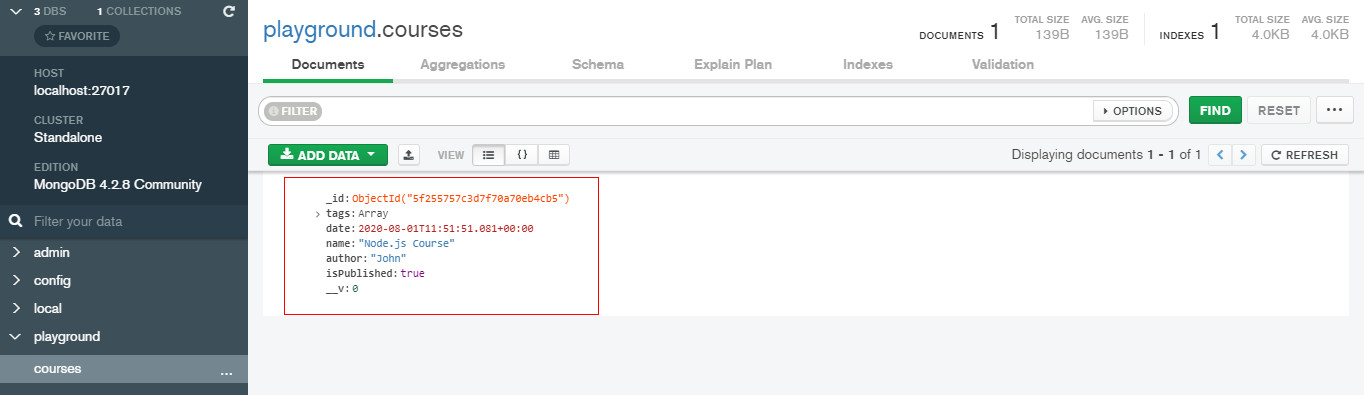 3 DBS 1 COLLECTIONS
FAVORITE
HOST
localhost:27017
CLUSTER
Standalone
EDITION
MongoDB 4.2.8 Community
Filter your data
admin
config
local
playground
courses ...
playground.courses
DOCUMENTS 1 TOTAL SIZE 139B AVG. SIZE 139B INDEXES 1 TOTAL SIZE 4.0KB AVG. SIZE 4.0KB
Documents Aggregations Schema Explain Plan Indexes Validation
FILTER OPTIONS FIND RESET ...
ADD DATA VIEW {} Displaying documents 1 - 1 of 1 REFRESH
_id: ObjectId("5f255757c3d7f70a70eb4cb5")
tags: Array
date: 2020-08-01T11:51:51.081+00:00
name: "Node.js Course"
author: "John"
isPublished: true
__v: 0